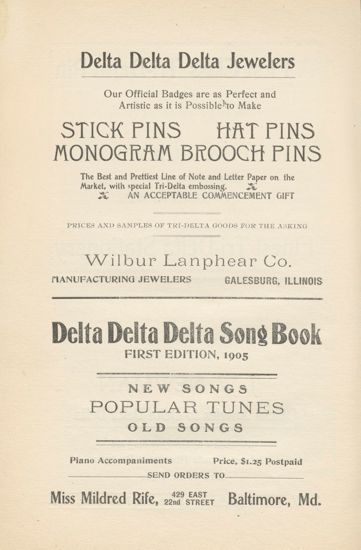 Delta Delta Delta Jewelers
Our Official Badges are as Perfect and
Artistic as it is Possible to Make
STICK PINS HAT PINS
MONOGRAM BROOCH PINS
The Best and Prettiest Line of Note and Letter Paper on the
Market, with special Tri-Delta embossing.
AN ACCEPTABLE COMMENCEMENT GIFT
PRICES AND SAMPLES OF TRI-DELTA GOODS FOR THE ASKING
Wilbur Lanphear Co.
MANUFACTURING JEWELERS GALESBURG, ILLINOIS
Delta Delta Delta Song Book
FIRST EDITION, 1905
NEW SONGS
POPULAR TUNES
OLD SONGS
Piano Accompaniments Price, $1.25 Postpaid
SEND ORDERS TO
Miss Mildred Rife, 429 EAST 22nd STREET Baltimore, Md.